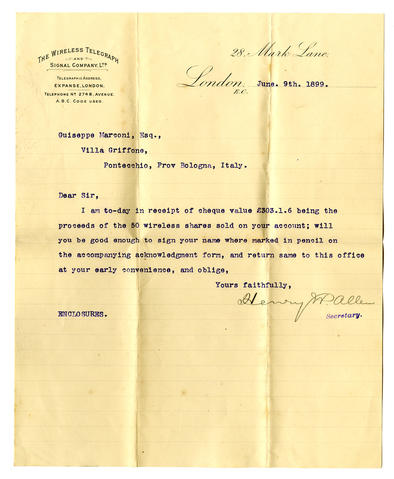 THE WIRELESS TELEGRAPH
AND
SIGNAL COMPANY, LTD
TELEGRAPHIC ADDRESS,
EXPANSE, LONDON.
TELEPHONE No 2748, AVENUE.
A.B.C. CODE USED.
28, Mark Lane,
London, June. 9th. 1899.
E.C.
Guiseppe Marconi, Esq.,
Villa Griffone,
Pontecchio, Prov Bologna, Italy.
Dear Sir,
I am to-day in receipt of cheque value £303.1.6 being the
proceeds of the 50 wireless shares sold on your account; will
you be good enough to sign your name where marked in pencil on
the accompanying acknowledgment form, and return same to this office
at your early convenience, and oblige,
Yours faithfully,
Henry W Allen
Secretary.
ENCLOSURES.